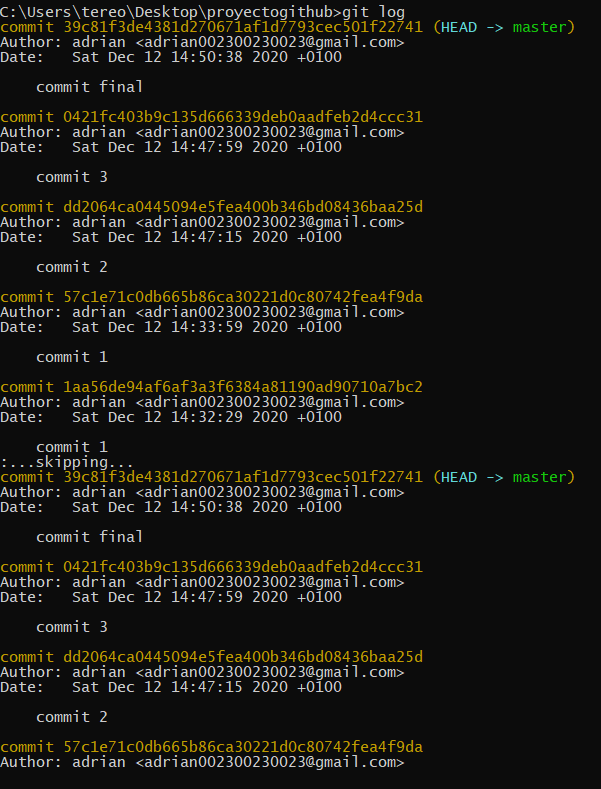 C:\Users\tereo\Desktop\proyectogithub>git log
commit 39c81f3de4381d270671af1d7793cec501f22741 (HEAD -> master)
Author: adrian <adrian002300230023@gmail.com>
Date:   Sat Dec 12 14:50:38 2020 +0100
commit final
commit 0421fc403b9c135d666339deb0aadfeb2d4ccc31
Author: adrian <adrian002300230023@gmail.com>
Date:   Sat Dec 12 14:47:59 2020 +0100
commit 3
commit dd2064ca0445094e5fea400b346bd08436baa25d
Author: adrian <adrian002300230023@gmail.com>
Date:   Sat Dec 12 14:47:15 2020 +0100
commit 2
commit 57c1e71c0db665b86ca30221d0c80742fea4f9da
Author: adrian <adrian002300230023@gmail.com>
Date:   Sat Dec 12 14:33:59 2020 +0100
commit 1
commit 1aa56de94af6af3a3f6384a81190ad90710a7bc2
Author: adrian <adrian002300230023@gmail.com>
Date:   Sat Dec 12 14:32:29 2020 +0100
commit 1
:...skipping...
commit 39c81f3de4381d270671af1d7793cec501f22741 (HEAD -> master)
Author: adrian <adrian002300230023@gmail.com>
Date:   Sat Dec 12 14:50:38 2020 +0100
commit final
commit 0421fc403b9c135d666339deb0aadfeb2d4ccc31
Author: adrian <adrian002300230023@gmail.com>
Date:   Sat Dec 12 14:47:59 2020 +0100
commit 3
commit dd2064ca0445094e5fea400b346bd08436baa25d
Author: adrian <adrian002300230023@gmail.com>
Date:   Sat Dec 12 14:47:15 2020 +0100
commit 2
commit 57c1e71c0db665b86ca30221d0c80742fea4f9da
Author: adrian <adrian002300230023@gmail.com>